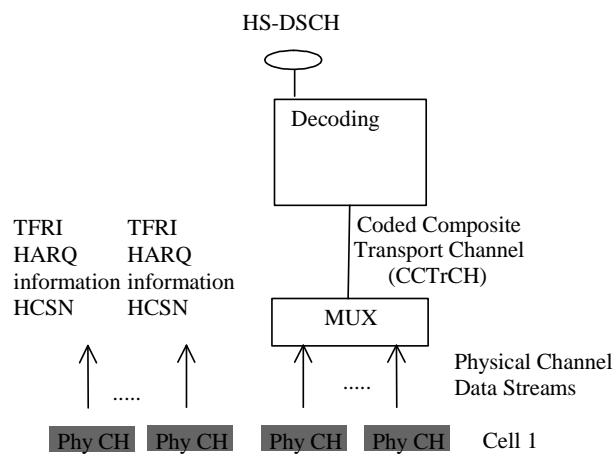 HS-DSCH
Decoding
TFRI
HARQ
information
HCSN
TFRI
HARQ
information
HCSN
Coded Composite
Transport Channel
(CCTrCH)
MUX
.....
.....
Physical Channel
Data Streams
Phy CH
Phy CH
Phy CH
Phy CH
Cell 1